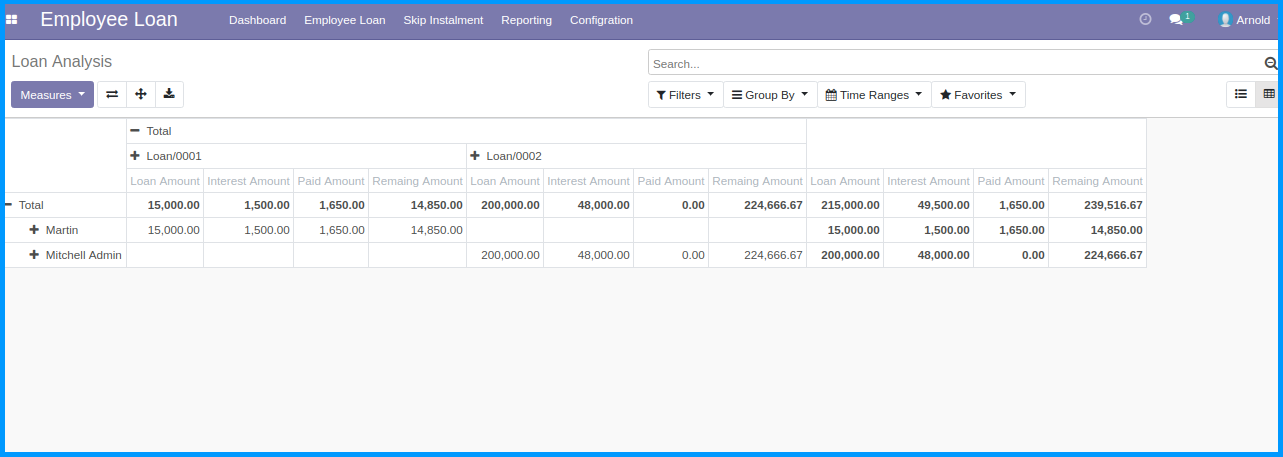 Employee Loan Dashboard Employee Loan Skip Instalment Reporting Configration 1 Arnold
Loan Analysis Search...
Measures Filters Group By Time Ranges Favorites
Total
Loan/0001 Loan/0002
Loan Amount Interest Amount Paid Amount Remaing Amount Loan Amount Interest Amount Paid Amount Remaing Amount Loan Amount Interest Amount Paid Amount Remaing Amount
Total 15,000.00 1,500.00 1,650.00 14,850.00 200,000.00 48,000.00 0.00 224,666.67 215,000.00 49,500.00 1,650.00 239,516.67
Martin 15,000.00 1,500.00 1,650.00 14,850.00 15,000.00 1,500.00 1,650.00 14,850.00
Mitchell Admin 200,000.00 48,000.00 0.00 224,666.67 200,000.00 48,000.00 0.00 224,666.67